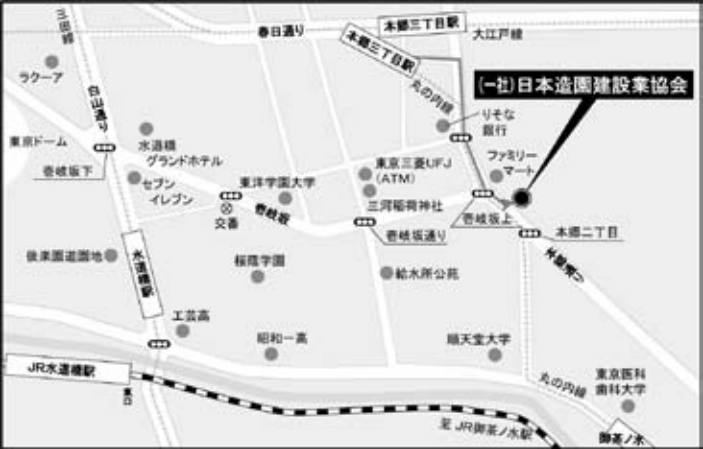 三田線
春日通り
本郷三丁目駅
大江戸線
本郷三丁目駅
丸の内線
ラクーア
白山通り
(一社)日本造園建設業協会
りそな
銀行
東京ドーム
水道橋
グランドホテル
壱岐坂下
セブン
イレブン
東洋学園大学
東京三菱UFJ
(ATM)
ファミリー
マート
三河稲荷神社
交番
壱岐坂
壱岐坂通り
壱岐坂上
本郷二丁目
本郷通り
後楽園遊園地
水道橋駅
桜蔭学園
給水所公苑
工芸高
昭和一高
順天堂大学
JR水道橋駅
東口
丸の内線
東京医科
歯科大学
至 JR御茶ノ水駅
御茶ノ水